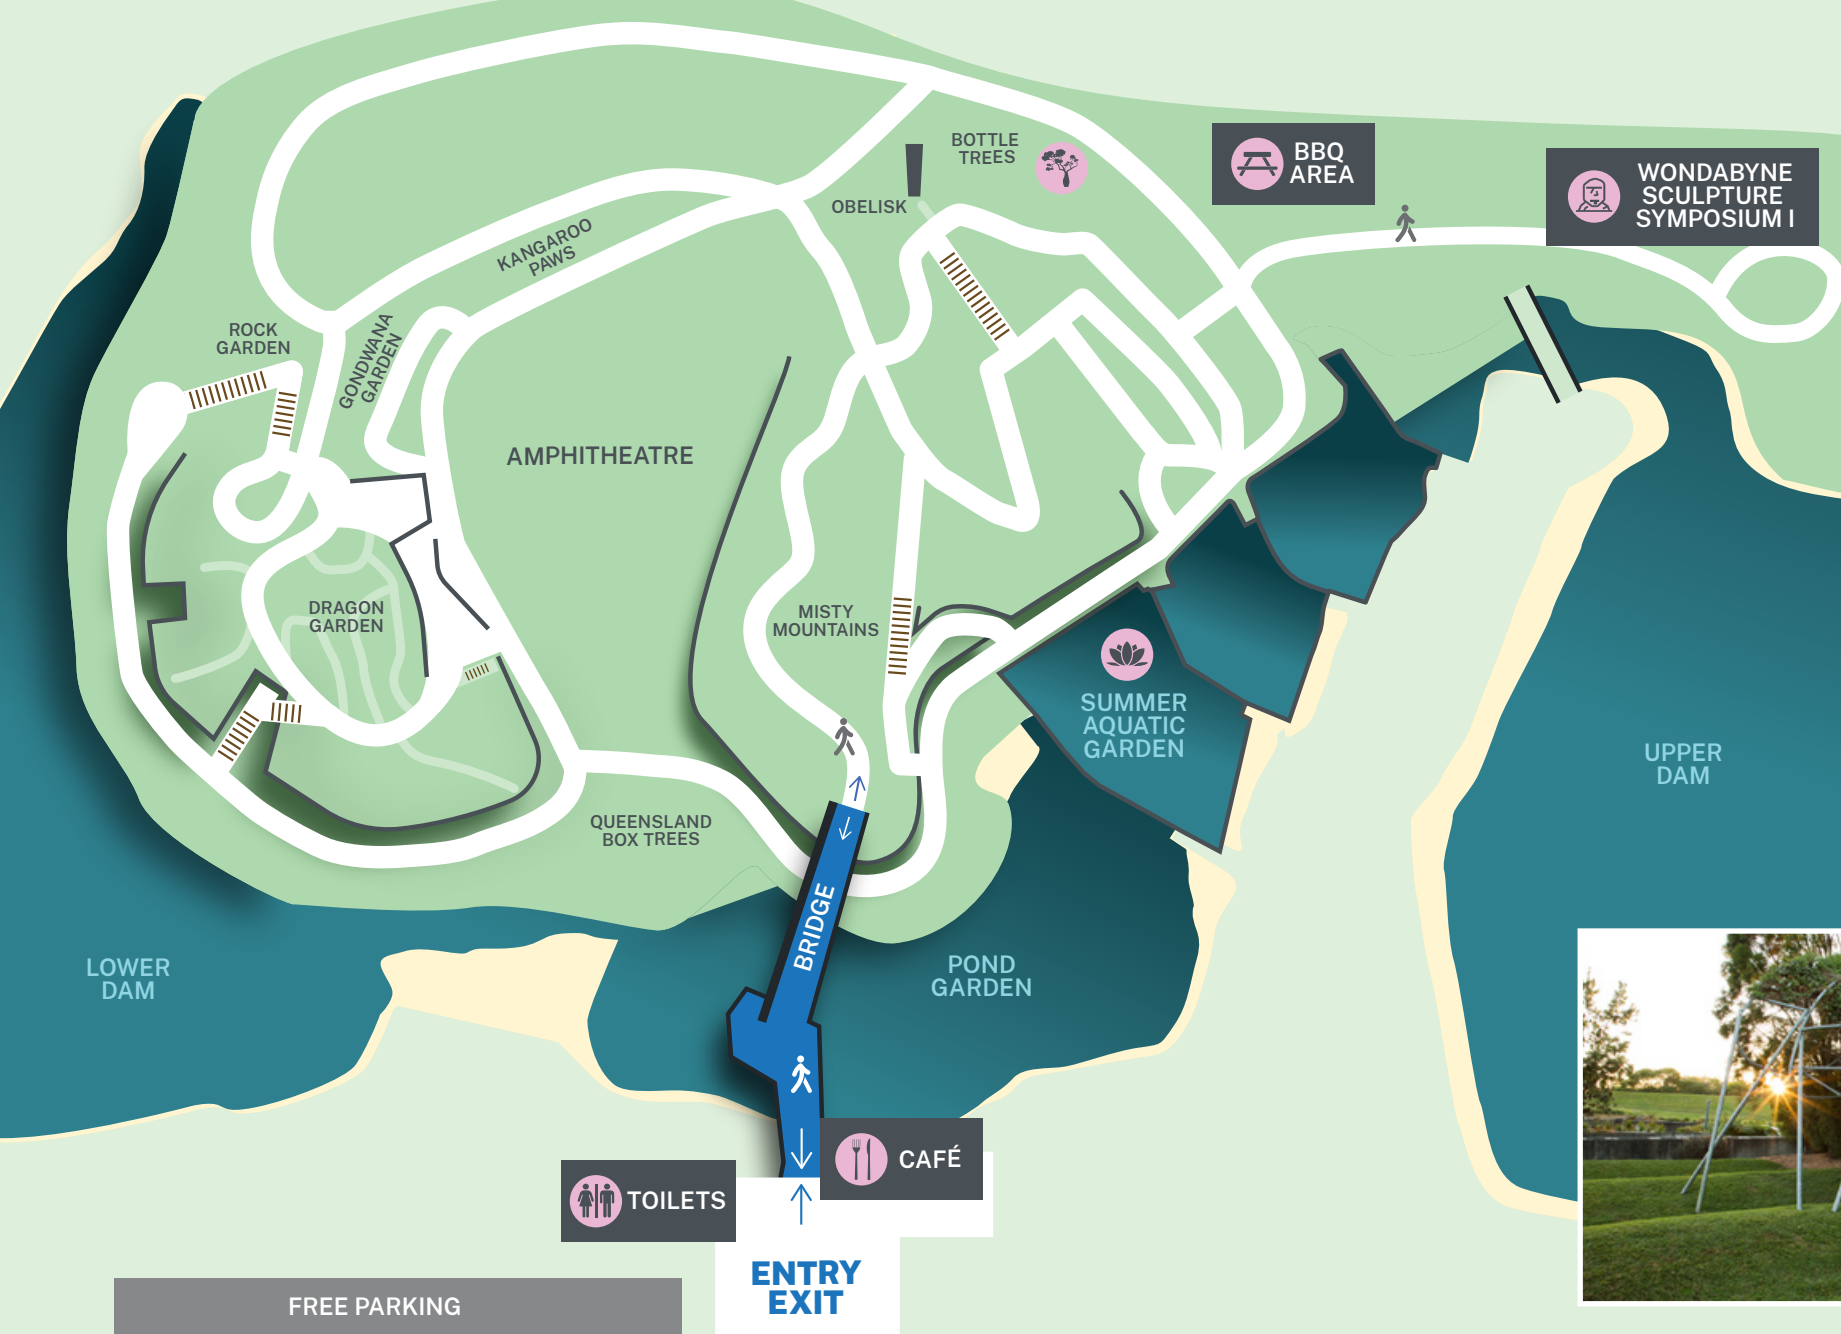 BOTTLE
TREES
BBQ
AREA
WONDABYNE
SCULPTURE
SYMPOSIUM I
OBELISK
KANGAROO
PAWS
ROCK
GARDEN
GONDWANA
GARDEN
AMPHITHEATRE
DRAGON
GARDEN
MISTY
MOUNTAINS
SUMMER
AQUATIC
GARDEN
UPPER
DAM
QUEENSLAND
BOX TREES
BRIDGE
LOWER
DAM
POND
GARDEN
CAFÉ
TOILETS
ENTRY
EXIT
FREE PARKING